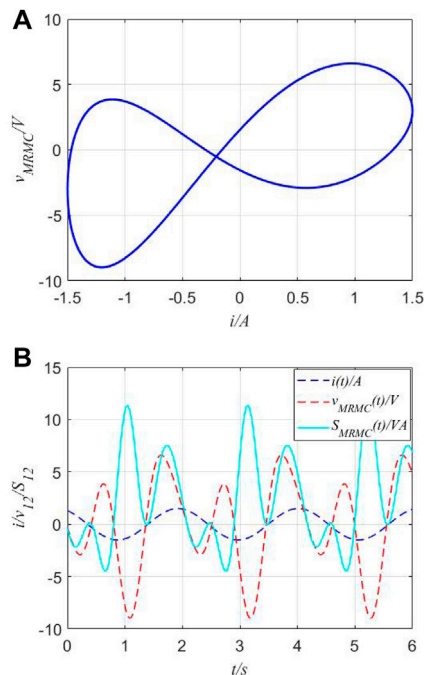 A
10
5
0
-5
-10
v_MRMC/V
-1.5 -1 -0.5 0 0.5 1 1.5
i/A
B
15
10
5
0
-5
-10
i/v_12/S_12
i(t)/A
v_MRMC(t)/V
S_MRMC(t)/VA
0 1 2 3 4 5 6
t/s